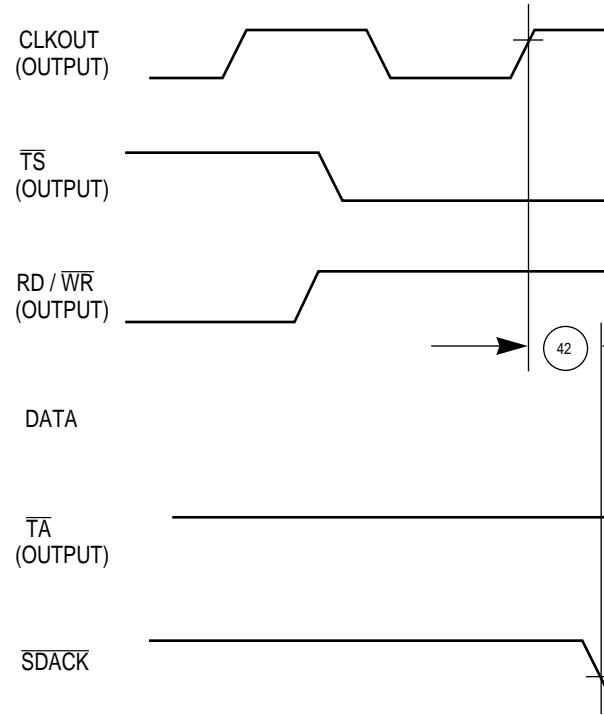 CLKOUT
(OUTPUT)
TS
(OUTPUT)
RD / WR
(OUTPUT)
42
DATA
TA
(OUTPUT)
SDACK